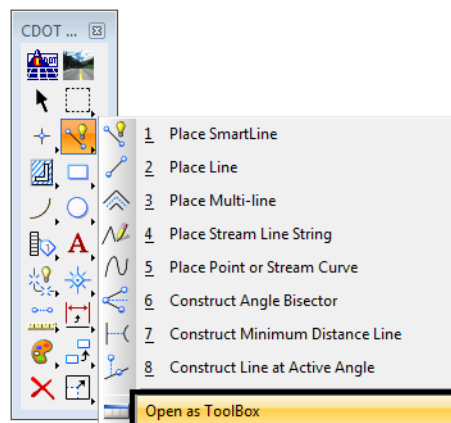 CDOT ...
1 Place SmartLine
2 Place Line
3 Place Multi-line
4 Place Stream Line String
5 Place Point or Stream Curve
6 Construct Angle Bisector
7 Construct Minimum Distance Line
8 Construct Line at Active Angle
Open as ToolBox